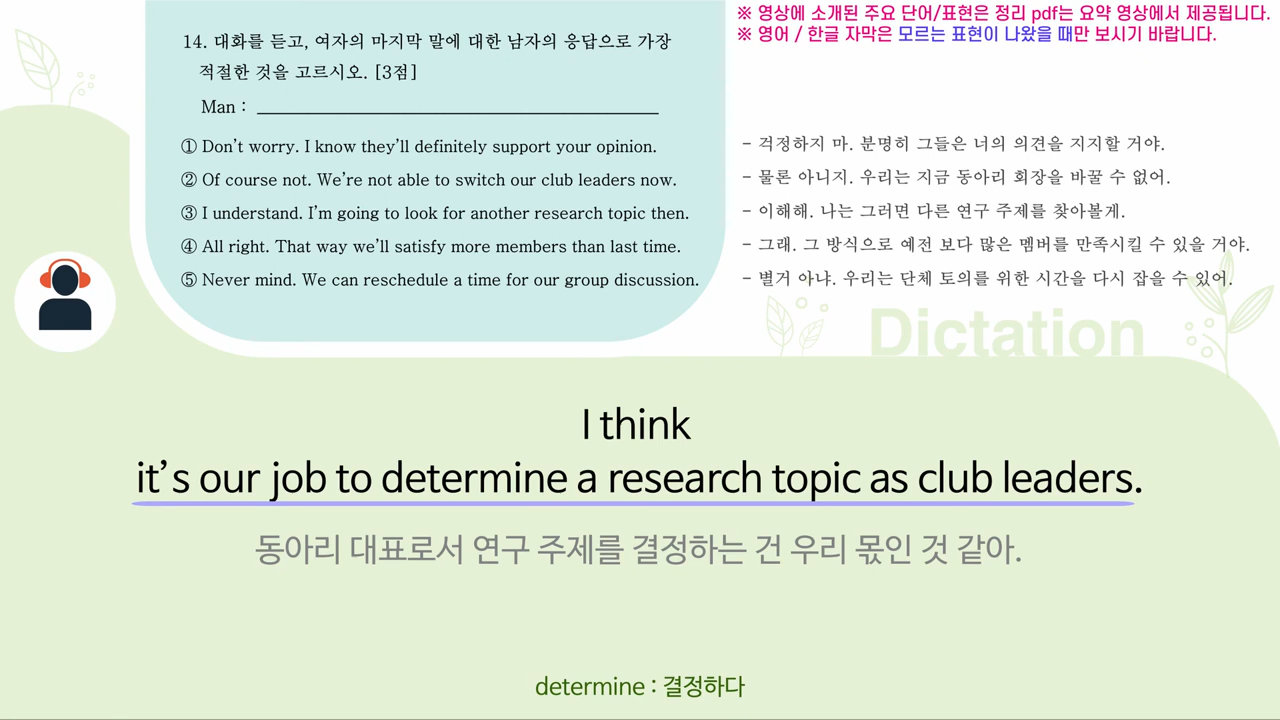 ※ 영상에 소개된 주요 단어/표현은 정리 pdf는 요약 영상에서 제공됩니다.
※ 영어 / 한글 자막은 모르는 표현이 나왔을 때만 보시기 바랍니다.
14. 대화를 듣고, 여자의 마지막 말에 대한 남자의 응답으로 가장
적절한 것을 고르시오. [3점]
Man :
① Don't worry. I know they'll definitely support your opinion.
- 걱정하지 마. 분명히 그들은 너의 의견을 지지할 거야.
② Of course not. We're not able to switch our club leaders now.
- 물론 아니지. 우리는 지금 동아리 회장을 바꿀 수 없어.
③ I understand. I'm going to look for another research topic then.
- 이해해. 나는 그러면 다른 연구 주제를 찾아볼게.
④ All right. That way we'll satisfy more members than last time.
- 그래. 그 방식으로 예전 보다 많은 멤버를 만족시킬 수 있을 거야.
⑤ Never mind. We can reschedule a time for our group discussion.
- 별거 아냐. 우리는 단체 토의를 위한 시간을 다시 잡을 수 있어.
Dictation
I think
it's our job to determine a research topic as club leaders.
동아리 대표로서 연구 주제를 결정하는 건 우리 몫인 것 같아.
determine : 결정하다